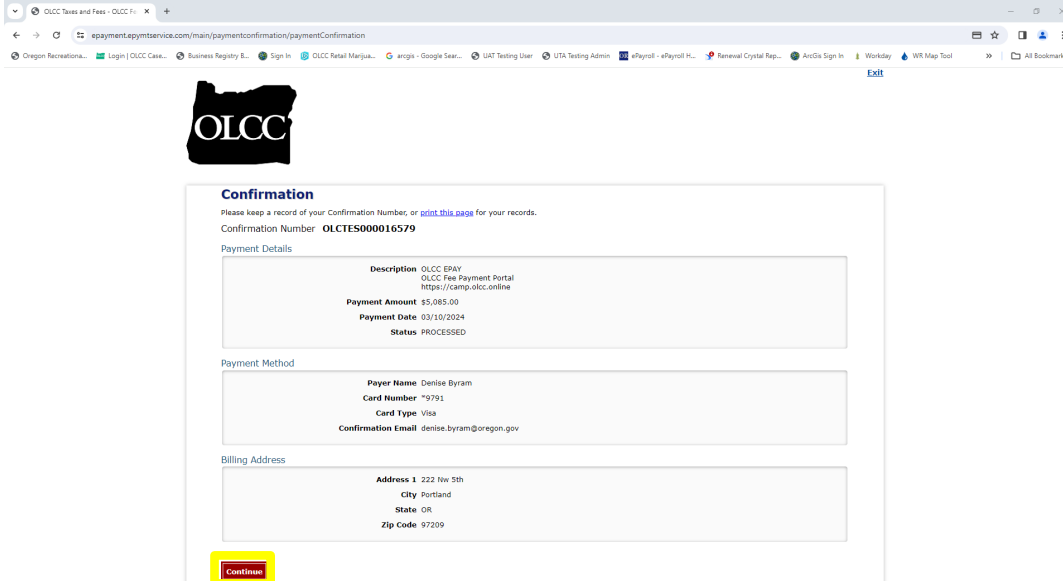 OLCC Taxes and Fees - OLCC Fe
epayment.epymtservice.com/main/paymentconfirmation/paymentConfirmation
Oregon Recreationa... Login | OLCC Case... Business Registry B... Sign In OLCC Retail Marijua... arcgis - Google Sear... UAT Testing User UTA Testing Admin ePayroll - ePayroll H... Renewal Crystal Rep... ArcGis Sign In Workday WR Map Tool » All Bookmark
Exit
OLCC
Confirmation
Please keep a record of your Confirmation Number, or print this page for your records.
Confirmation Number OLCTES000016579
Payment Details
Description OLCC EPAY
OLCC Fee Payment Portal
https://camp.olcc.online
Payment Amount $5,085.00
Payment Date 03/10/2024
Status PROCESSED
Payment Method
Payer Name Denise Byram
Card Number *9791
Card Type Visa
Confirmation Email denise.byram@oregon.gov
Billing Address
Address 1 222 Nw 5th
City Portland
State OR
Zip Code 97209
Continue